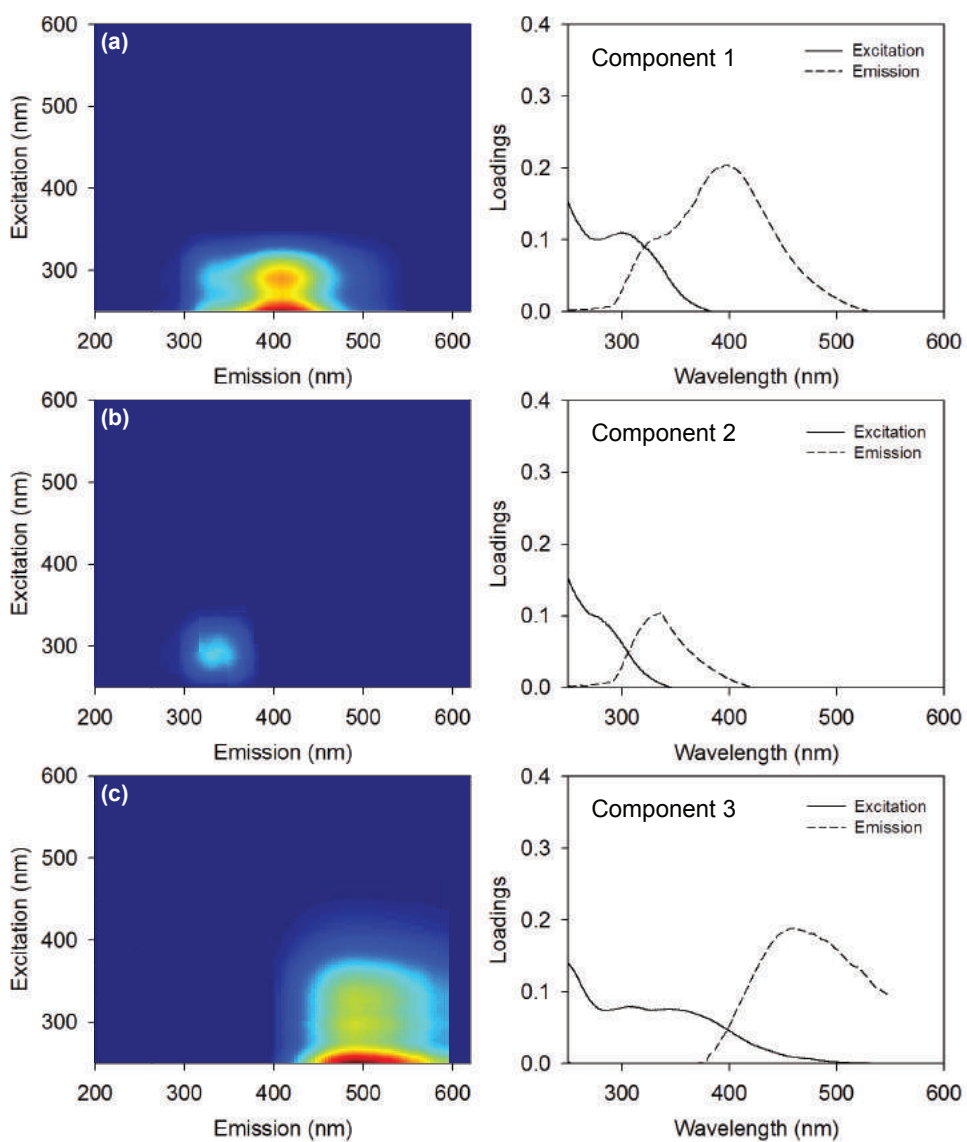 (a)
600
500
400
300
Excitation (nm)
200 300 400 500 600
Emission (nm)
Component 1
Excitation
Emission
0.4
0.3
0.2
0.1
0.0
Loadings
300 400 500 600
Wavelength (nm)
(b)
600
500
400
300
Excitation (nm)
200 300 400 500 600
Emission (nm)
Component 2
Excitation
Emission
0.4
0.3
0.2
0.1
0.0
Loadings
300 400 500 600
Wavelength (nm)
(c)
600
500
400
300
Excitation (nm)
200 300 400 500 600
Emission (nm)
Component 3
Excitation
Emission
0.4
0.3
0.2
0.1
0.0
Loadings
300 400 500 600
Wavelength (nm)